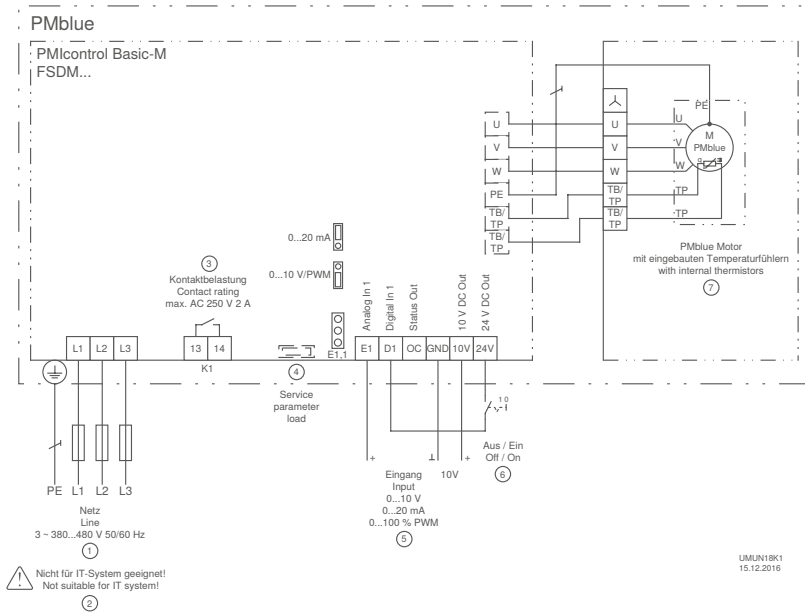 PMblue
PMIcontrol Basic-M
FSDM...
U
V
W
PE
TB/
TP
TB/
TP
U
V
W
TB/
TP
TB/
TP
PE
U
V
W
TP
TP
M
PMblue
PMblue Motor
mit eingebauten Temperaturfühlern
with internal thermistors
7
0...20 mA
0...10 V/PWM
3
Kontaktbelastung
Contact rating
max. AC 250 V 2 A
Analog In 1
Digital In 1
Status Out
10 V DC Out
24 V DC Out
L1 L2 L3
13 14
K1
E1,1
E1 D1 OC GND 10V 24V
4
Service
parameter
load
1 0
+
⊥
+
Aus / Ein
Off / On
6
Eingang
Input
0...10 V
0...20 mA
0...100 % PWM
5
10V
PE L1 L2 L3
Netz
Line
3 ~ 380...480 V 50/60 Hz
1
Nicht für IT-System geeignet!
Not suitable for IT system!
2
UMUN18K1
15.12.2016